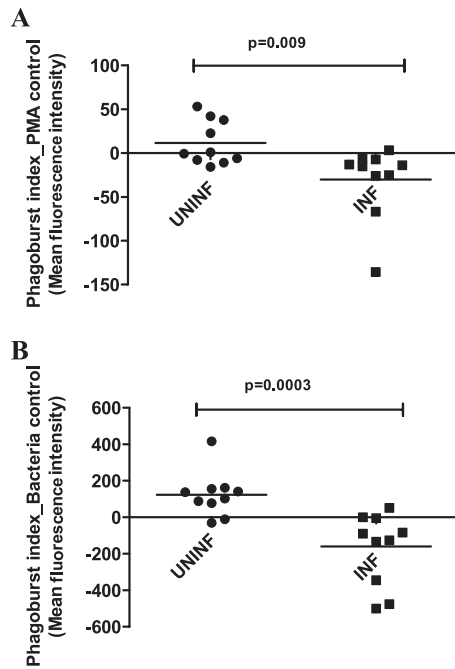 A
p=0.009
Phagoburst index_PMA control
(Mean fluorescence intensity)
100
50
0
-50
-100
-150
UNINF
INF
B
p=0.0003
Phagoburst index_Bacteria control
(Mean fluorescence intensity)
600
400
200
0
-200
-400
-600
UNINF
INF